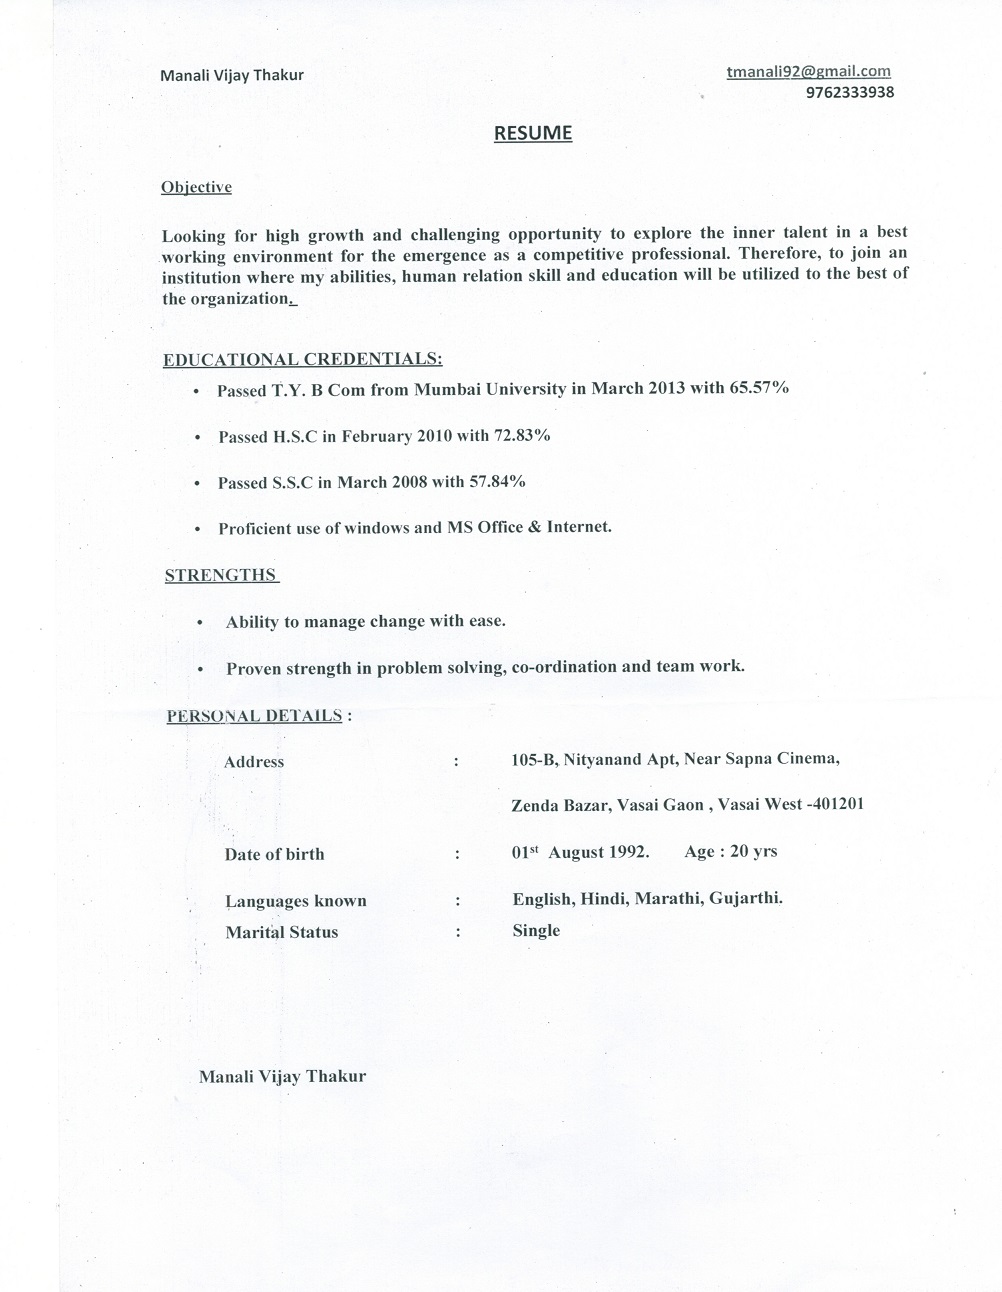 Manali Vijay Thakur
tmanali92@gmail.com
9762333938
RESUME
Objective
Looking for high growth and challenging opportunity to explore the inner talent in a best
working environment for the emergence as a competitive professional. Therefore, to join an
institution where my abilities, human relation skill and education will be utilized to the best of
the organization.
EDUCATIONAL CREDENTIALS:
• Passed T.Y. B Com from Mumbai University in March 2013 with 65.57%
• Passed H.S.C in February 2010 with 72.83%
• Passed S.S.C in March 2008 with 57.84%
• Proficient use of windows and MS Office & Internet.
STRENGTHS
• Ability to manage change with ease.
• Proven strength in problem solving, co-ordination and team work.
PERSONAL DETAILS :
Address : 105-B, Nityanand Apt, Near Sapna Cinema,
Zenda Bazar, Vasai Gaon , Vasai West -401201
Date of birth : 01st August 1992. Age : 20 yrs
Languages known : English, Hindi, Marathi, Gujarthi.
Marital Status : Single
Manali Vijay Thakur